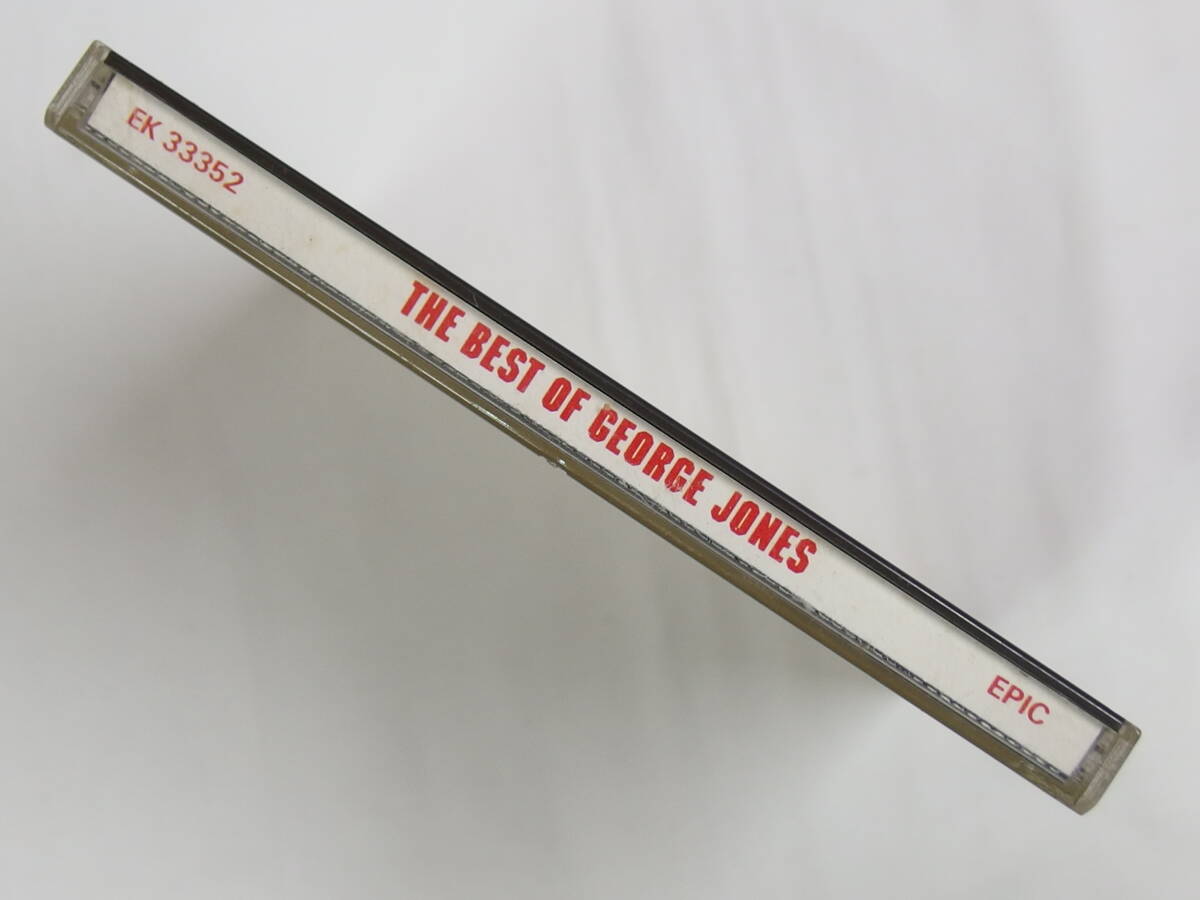 EK 33352
THE BEST OF GEORGE JONES
EPIC